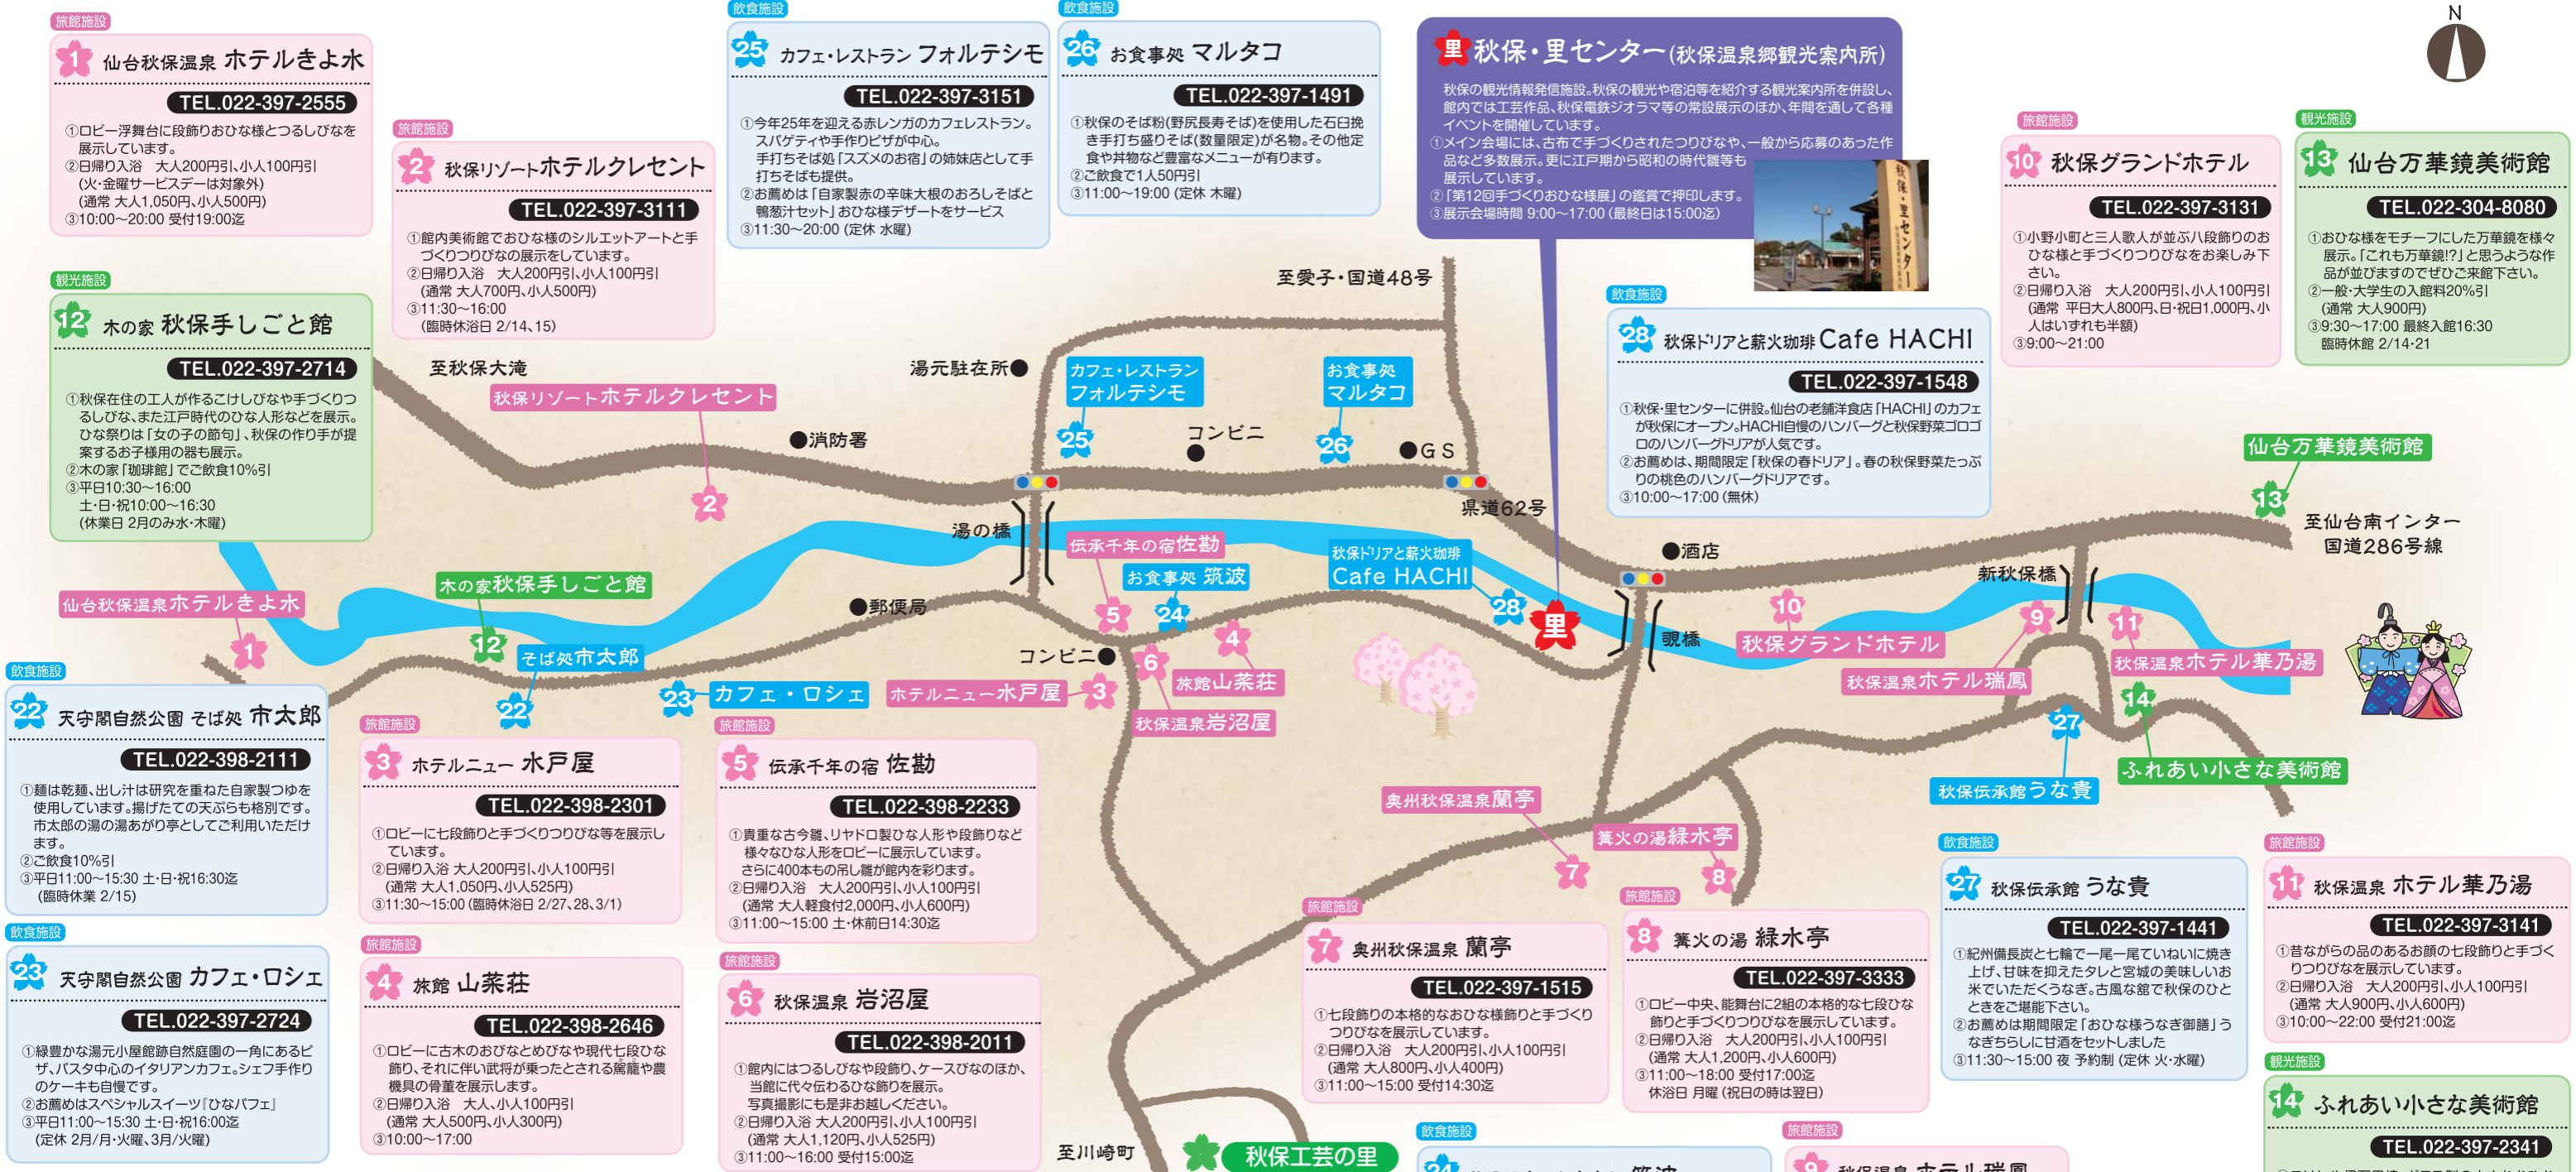 旅館施設
1 仙台秋保温泉 ホテルきよ水
TEL.022-397-2555
①ロビー浮舞台に段飾りおひな様とつるしびなを
展示しています。
②日帰り入浴 大人200円引、小人100円引
(火・金曜サービスデーは対象外)
(通常 大人1,050円、小人500円)
③10:00〜20:00 受付19:00迄
旅館施設
2 秋保リゾートホテルクレセント
TEL.022-397-3111
①館内美術館でおひな様のシルエットアートと手
づくりつりびなの展示をしています。
②日帰り入浴 大人200円引、小人100円引
(通常 大人700円、小人500円)
③11:30〜16:00
(臨時休浴日 2/14、15)
飲食施設
25 カフェ・レストラン フォルテシモ
TEL.022-397-3151
①今年25年を迎える赤レンガのカフェレストラン。
スパゲティや手作りピザが中心。
手打ちそば処「スズメのお宿」の姉妹店として手
打ちそばも提供。
②お薦めは「自家製赤の辛味大根のおろしそばと
鴨葱汁セット」おひな様デザートをサービス
③11:30〜20:00 (定休 水曜)
飲食施設
26 お食事処 マルタコ
TEL.022-397-1491
①秋保のそば粉(野尻長寿そば)を使用した石臼挽
き手打ち盛りそば(数量限定)が名物。その他定
食や丼物など豊富なメニューが有ります。
②ご飲食で1人50円引
③11:00〜19:00 (定休 木曜)
里 秋保・里センター(秋保温泉郷観光案内所)
秋保の観光情報発信施設。秋保の観光や宿泊等を紹介する観光案内所を併設し、
館内では工芸作品、秋保電鉄ジオラマ等の常設展示のほか、年間を通して各種
イベントを開催しています。
①メイン会場には、古布で手づくりされたつりびなや、一般から応募のあった作
品など多数展示。更に江戸期から昭和の時代雛等も
展示しています。
②「第12回手づくりおひな様展」の鑑賞で押印します。
③展示会場時間 9:00〜17:00 (最終日は15:00迄)
秋保・里センター
N
旅館施設
10 秋保グランドホテル
TEL.022-397-3131
①小野小町と三人歌人が並ぶ八段飾りのお
ひな様と手づくりつりびなをお楽しみ下
さい。
②日帰り入浴 大人200円引、小人100円引
(通常 平日大人800円、日・祝日1,000円、小
人はいずれも半額)
③9:00〜21:00
観光施設
13 仙台万華鏡美術館
TEL.022-304-8080
①おひな様をモチーフにした万華鏡を様々
展示。「これも万華鏡!?」と思うような作
品が並びますのでぜひご来館下さい。
②一般・大学生の入館料20%引
(通常 大人900円)
③9:30〜17:00 最終入館16:30
臨時休館 2/14・21
観光施設
12 木の家 秋保手しごと館
TEL.022-397-2714
①秋保在住の工人が作るこけしびなや手づくりつ
るしびな、また江戸時代のひな人形などを展示。
ひな祭りは「女の子の節句」、秋保の作り手が提
案するお子様用の器も展示。
②木の家「珈琲館」でご飲食10%引
③平日10:30〜16:00
土・日・祝10:00〜16:30
(休業日 2月のみ水・木曜)
飲食施設
28 秋保ドリアと薪火珈琲 Cafe HACHI
TEL.022-397-1548
①秋保・里センターに併設。仙台の老舗洋食店「HACHI」のカフェ
が秋保にオープン。HACHI自慢のハンバーグと秋保野菜ゴロゴ
ロのハンバーグドリアが人気です。
②お薦めは、期間限定「秋保の春ドリア」。春の秋保野菜たっぷ
りの桃色のハンバーグドリアです。
③10:00〜17:00 (無休)
至愛子・国道48号
至秋保大滝
湯元駐在所
秋保リゾートホテルクレセント
2
消防署
カフェ・レストラン
フォルテシモ
25
コンビニ
お食事処
マルタコ
26
GS
県道62号
仙台万華鏡美術館
13
至仙台南インター
国道286号線
湯の橋
伝承千年の宿佐勘
5
お食事処 筑波
24
4
秋保ドリアと薪火珈琲
Cafe HACHI
28
里
酒店
覗橋
10
秋保グランドホテル
新秋保橋
9
秋保温泉ホテル瑞鳳
11
秋保温泉ホテル華乃湯
仙台秋保温泉ホテルきよ水
1
木の家秋保手しごと館
12
そば処市太郎
22
郵便局
23 カフェ・ロシェ
コンビニ
ホテルニュー水戸屋 3
6
旅館山菜荘
秋保温泉岩沼屋
27
秋保伝承館うな貴
14
ふれあい小さな美術館
奥州秋保温泉蘭亭
7
篝火の湯緑水亭
8
飲食施設
22 天守閣自然公園 そば処 市太郎
TEL.022-398-2111
①麺は乾麺、出し汁は研究を重ねた自家製つゆを
使用しています。揚げたての天ぷらも格別です。
市太郎の湯の湯あがり亭としてご利用いただけ
ます。
②ご飲食10%引
③平日11:00〜15:30 土・日・祝16:30迄
(臨時休業 2/15)
飲食施設
23 天守閣自然公園 カフェ・ロシェ
TEL.022-397-2724
①緑豊かな湯元小屋館跡自然庭園の一角にあるピ
ザ、パスタ中心のイタリアンカフェ。シェフ手作り
のケーキも自慢です。
②お薦めはスペシャルスイーツ『ひなパフェ』
③平日11:00〜15:30 土・日・祝16:00迄
(定休 2月/月・火曜、3月/火曜)
旅館施設
3 ホテルニュー 水戸屋
TEL.022-398-2301
①ロビーに七段飾りと手づくりつりびな等を展示し
ています。
②日帰り入浴 大人200円引、小人100円引
(通常 大人1,050円、小人525円)
③11:30〜15:00 (臨時休浴日 2/27、28、3/1)
旅館施設
4 旅館 山菜荘
TEL.022-398-2646
①ロビーに古木のおびなとめびなや現代七段ひな
飾り、それに伴い武将が乗ったとされる駕籠や農
機具の骨董を展示します。
②日帰り入浴 大人、小人100円引
(通常 大人500円、小人300円)
③10:00〜17:00
旅館施設
5 伝承千年の宿 佐勘
TEL.022-398-2233
①貴重な古今雛、リヤドロ製ひな人形や段飾りなど
様々なひな人形をロビーに展示しています。
さらに400本もの吊し雛が館内を彩ります。
②日帰り入浴 大人200円引、小人100円引
(通常 大人軽食付2,000円、小人600円)
③11:00〜15:00 土・休前日14:30迄
旅館施設
6 秋保温泉 岩沼屋
TEL.022-398-2011
①館内にはつるしびなや段飾り、ケースびなのほか、
当館に代々伝わるひな飾りを展示。
写真撮影にも是非お越しください。
②日帰り入浴 大人200円引、小人100円引
(通常 大人1,120円、小人525円)
③11:00〜16:00 受付15:00迄
至川崎町
秋保工芸の里
旅館施設
7 奥州秋保温泉 蘭亭
TEL.022-397-1515
①七段飾りの本格的なおひな様飾りと手づくり
つりびなを展示しています。
②日帰り入浴 大人200円引、小人100円引
(通常 大人800円、小人400円)
③11:00〜15:00 受付14:30迄
旅館施設
8 篝火の湯 緑水亭
TEL.022-397-3333
①ロビー中央、能舞台に2組の本格的な七段ひな
飾りと手づくりつりびなを展示しています。
②日帰り入浴 大人200円引、小人100円引
(通常 大人1,200円、小人600円)
③11:00〜18:00 受付17:00迄
休浴日 月曜 (祝日の時は翌日)
飲食施設
27 秋保伝承館 うな貴
TEL.022-397-1441
①紀州備長炭と七輪で一尾一尾ていねいに焼き
上げ、甘味を抑えたタレと宮城の美味しいお
米でいただくうなぎ。古風な館で秋保のひと
ときをご堪能下さい。
②お薦めは期間限定「おひな様うなぎ御膳」う
なぎちらしに甘酒をセットしました
③11:30〜15:00 夜 予約制 (定休 火・水曜)
旅館施設
11 秋保温泉 ホテル華乃湯
TEL.022-397-3141
①昔ながらの品のあるお顔の七段飾りと手づく
りつりびなを展示しています。
②日帰り入浴 大人200円引、小人100円引
(通常 大人900円、小人600円)
③10:00〜22:00 受付21:00迄
観光施設
14 ふれあい小さな美術館
TEL.022-397-2341
飲食施設
24
旅館施設
9 秋保温泉 ホテル瑞鳳